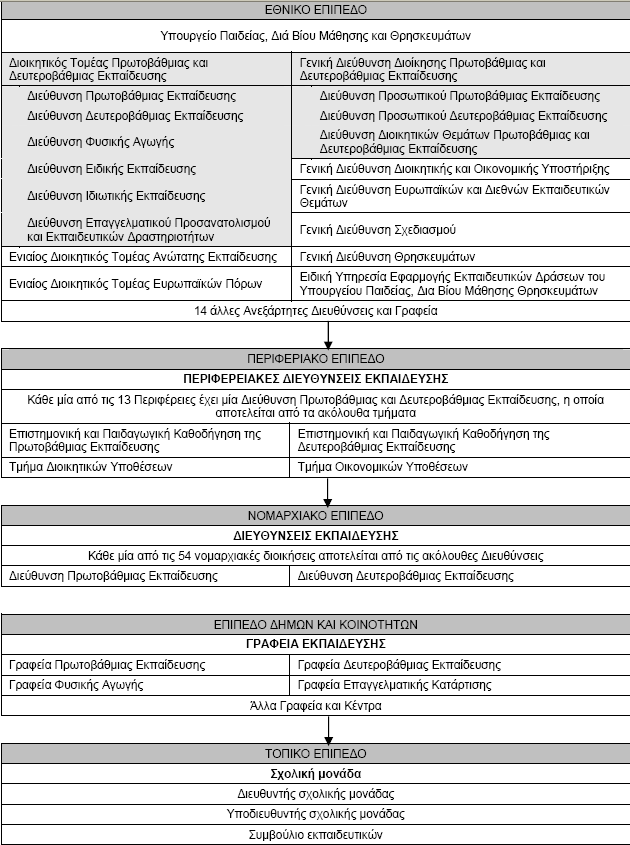 ΕΘΝΙΚΟ ΕΠΙΠΕΔΟ
Υπουργείο Παιδείας, Διά Βίου Μάθησης και Θρησκευμάτων
Διοικητικός Τομέας Πρωτοβάθμιας και
Δευτεροβάθμιας Εκπαίδευσης
Γενική Διεύθυνση Διοίκησης Πρωτοβάθμιας και
Δευτεροβάθμιας Εκπαίδευσης
Διεύθυνση Πρωτοβάθμιας Εκπαίδευσης
Διεύθυνση Προσωπικού Πρωτοβάθμιας Εκπαίδευσης
Διεύθυνση Δευτεροβάθμιας Εκπαίδευσης
Διεύθυνση Προσωπικού Δευτεροβάθμιας Εκπαίδευσης
Διεύθυνση Φυσικής Αγωγής
Διεύθυνση Διοικητικών Θεμάτων Πρωτοβάθμιας και
Δευτεροβάθμιας Εκπαίδευσης
Διεύθυνση Ειδικής Εκπαίδευσης
Γενική Διεύθυνση Διοικητικής και Οικονομικής Υποστήριξης
Διεύθυνση Ιδιωτικής Εκπαίδευσης
Γενική Διεύθυνση Ευρωπαϊκών και Διεθνών Εκπαιδευτικών
Θεμάτων
Διεύθυνση Επαγγελματικού Προσανατολισμού
και Εκπαιδευτικών Δραστηριοτήτων
Γενική Διεύθυνση Σχεδιασμού
Ενιαίος Διοικητικός Τομέας Ανώτατης Εκπαίδευσης
Γενική Διεύθυνση Θρησκευμάτων
Ενιαίος Διοικητικός Τομέας Ευρωπαϊκών Πόρων
Ειδική Υπηρεσία Εφαρμογής Εκπαιδευτικών Δράσεων του
Υπουργείου Παιδείας, Δια Βίου Μάθησης Θρησκευμάτων
14 άλλες Ανεξάρτητες Διευθύνσεις και Γραφεία
ΠΕΡΙΦΕΡΙΑΚΟ ΕΠΙΠΕΔΟ
ΠΕΡΙΦΕΡΕΙΑΚΕΣ ΔΙΕΥΘΥΝΣΕΙΣ ΕΚΠΑΙΔΕΥΣΗΣ
Κάθε μία από τις 13 Περιφέρειες έχει μία Διεύθυνση Πρωτοβάθμιας και Δευτεροβάθμιας Εκπαίδευσης, η οποία
αποτελείται από τα ακόλουθα τμήματα
Επιστημονική και Παιδαγωγική Καθοδήγηση της
Πρωτοβάθμιας Εκπαίδευσης
Επιστημονική και Παιδαγωγική Καθοδήγηση της
Δευτεροβάθμιας Εκπαίδευσης
Τμήμα Διοικητικών Υποθέσεων
Τμήμα Οικονομικών Υποθέσεων
ΝΟΜΑΡΧΙΑΚΟ ΕΠΙΠΕΔΟ
ΔΙΕΥΘΥΝΣΕΙΣ ΕΚΠΑΙΔΕΥΣΗΣ
Κάθε μία από τις 54 νομαρχιακές διοικήσεις αποτελείται από τις ακόλουθες Διευθύνσεις
Διεύθυνση Πρωτοβάθμιας Εκπαίδευσης
Διεύθυνση Δευτεροβάθμιας Εκπαίδευσης
ΕΠΙΠΕΔΟ ΔΗΜΩΝ ΚΑΙ ΚΟΙΝΟΤΗΤΩΝ
ΓΡΑΦΕΙΑ ΕΚΠΑΙΔΕΥΣΗΣ
Γραφεία Πρωτοβάθμιας Εκπαίδευσης
Γραφεία Δευτεροβάθμιας Εκπαίδευσης
Γραφεία Φυσικής Αγωγής
Γραφεία Επαγγελματικής Κατάρτισης
Άλλα Γραφεία και Κέντρα
ΤΟΠΙΚΟ ΕΠΙΠΕΔΟ
Σχολική μονάδα
Διευθυντής σχολικής μονάδας
Υποδιευθυντής σχολικής μονάδας
Συμβούλιο εκπαιδευτικών